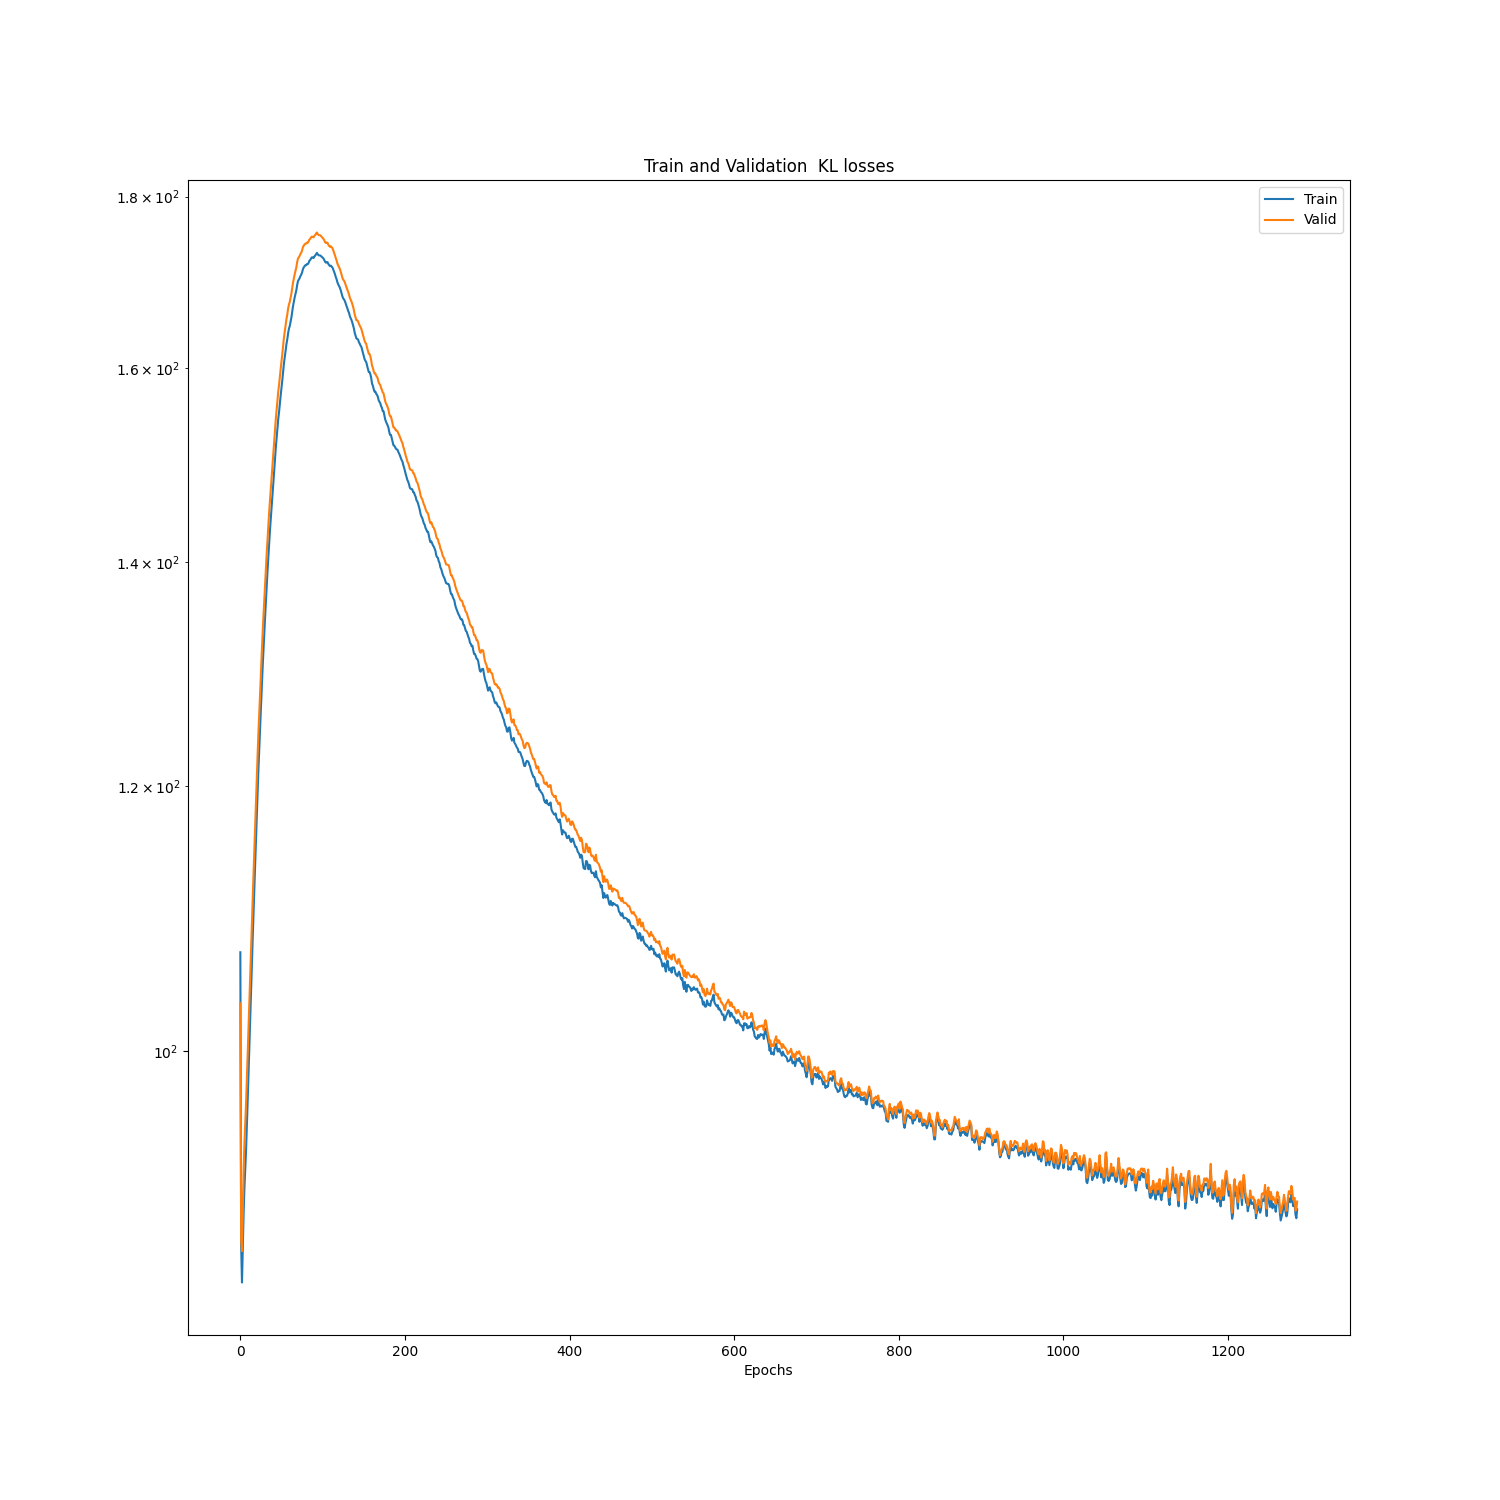 Train and Validation  KL losses
1.8 × 10²
1.6 × 10²
1.4 × 10²
1.2 × 10²
10²
Train
Valid
0 200 400 600 800 1000 1200
Epochs